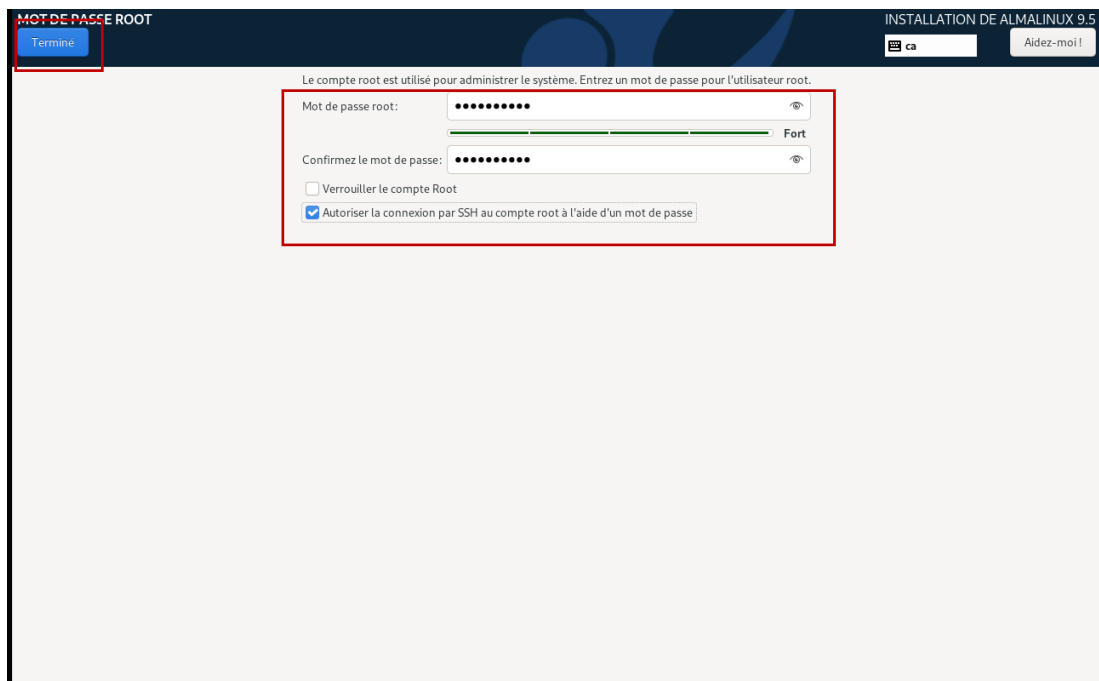 MOT DE PASSE ROOT
INSTALLATION DE ALMALINUX 9.5
Terminé
ca
Aidez-moi !
Le compte root est utilisé pour administrer le système. Entrez un mot de passe pour l'utilisateur root.
Mot de passe root:
●●●●●●●●●●
Fort
Confirmez le mot de passe:
●●●●●●●●●●
Verrouiller le compte Root
Autoriser la connexion par SSH au compte root à l'aide d'un mot de passe